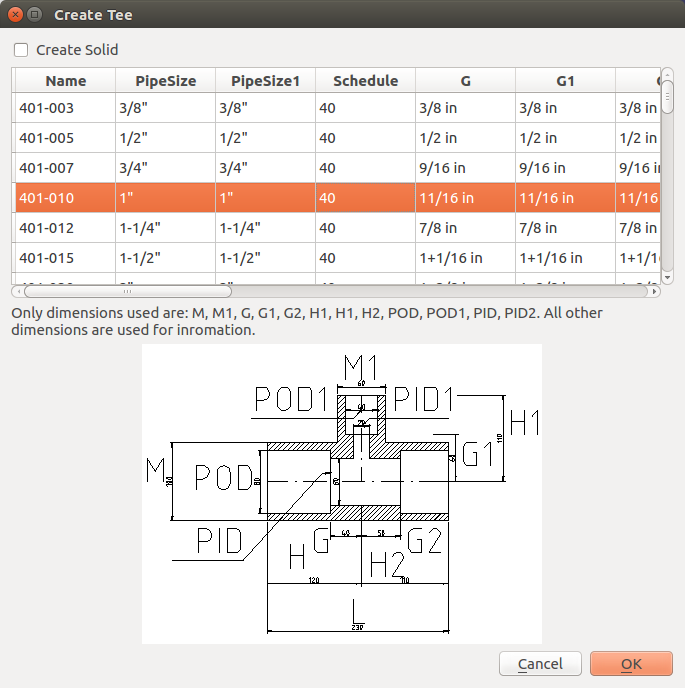 Create Tee
Create Solid
Name PipeSize PipeSize1 Schedule G G1
401-003 3/8" 3/8" 40 3/8 in 3/8 in 3/8 in
401-005 1/2" 1/2" 40 1/2 in 1/2 in 1/2 in
401-007 3/4" 3/4" 40 9/16 in 9/16 in 9/16
401-010 1" 1" 40 11/16 in 11/16 in 11/16
401-012 1-1/4" 1-1/4" 40 7/8 in 7/8 in 7/8 in
401-015 1-1/2" 1-1/2" 40 1+1/16 in 1+1/16 in 1+1/
Only dimensions used are: M, M1, G, G1, G2, H1, H1, H2, POD, POD1, PID, PID2. All other
dimensions are used for inromation.
M1
60
POD1 PID1
H1
110
G1
M
100
POD
80
60
PID
H
G
40
50
G2
H2
120
110
L
230
Cancel OK